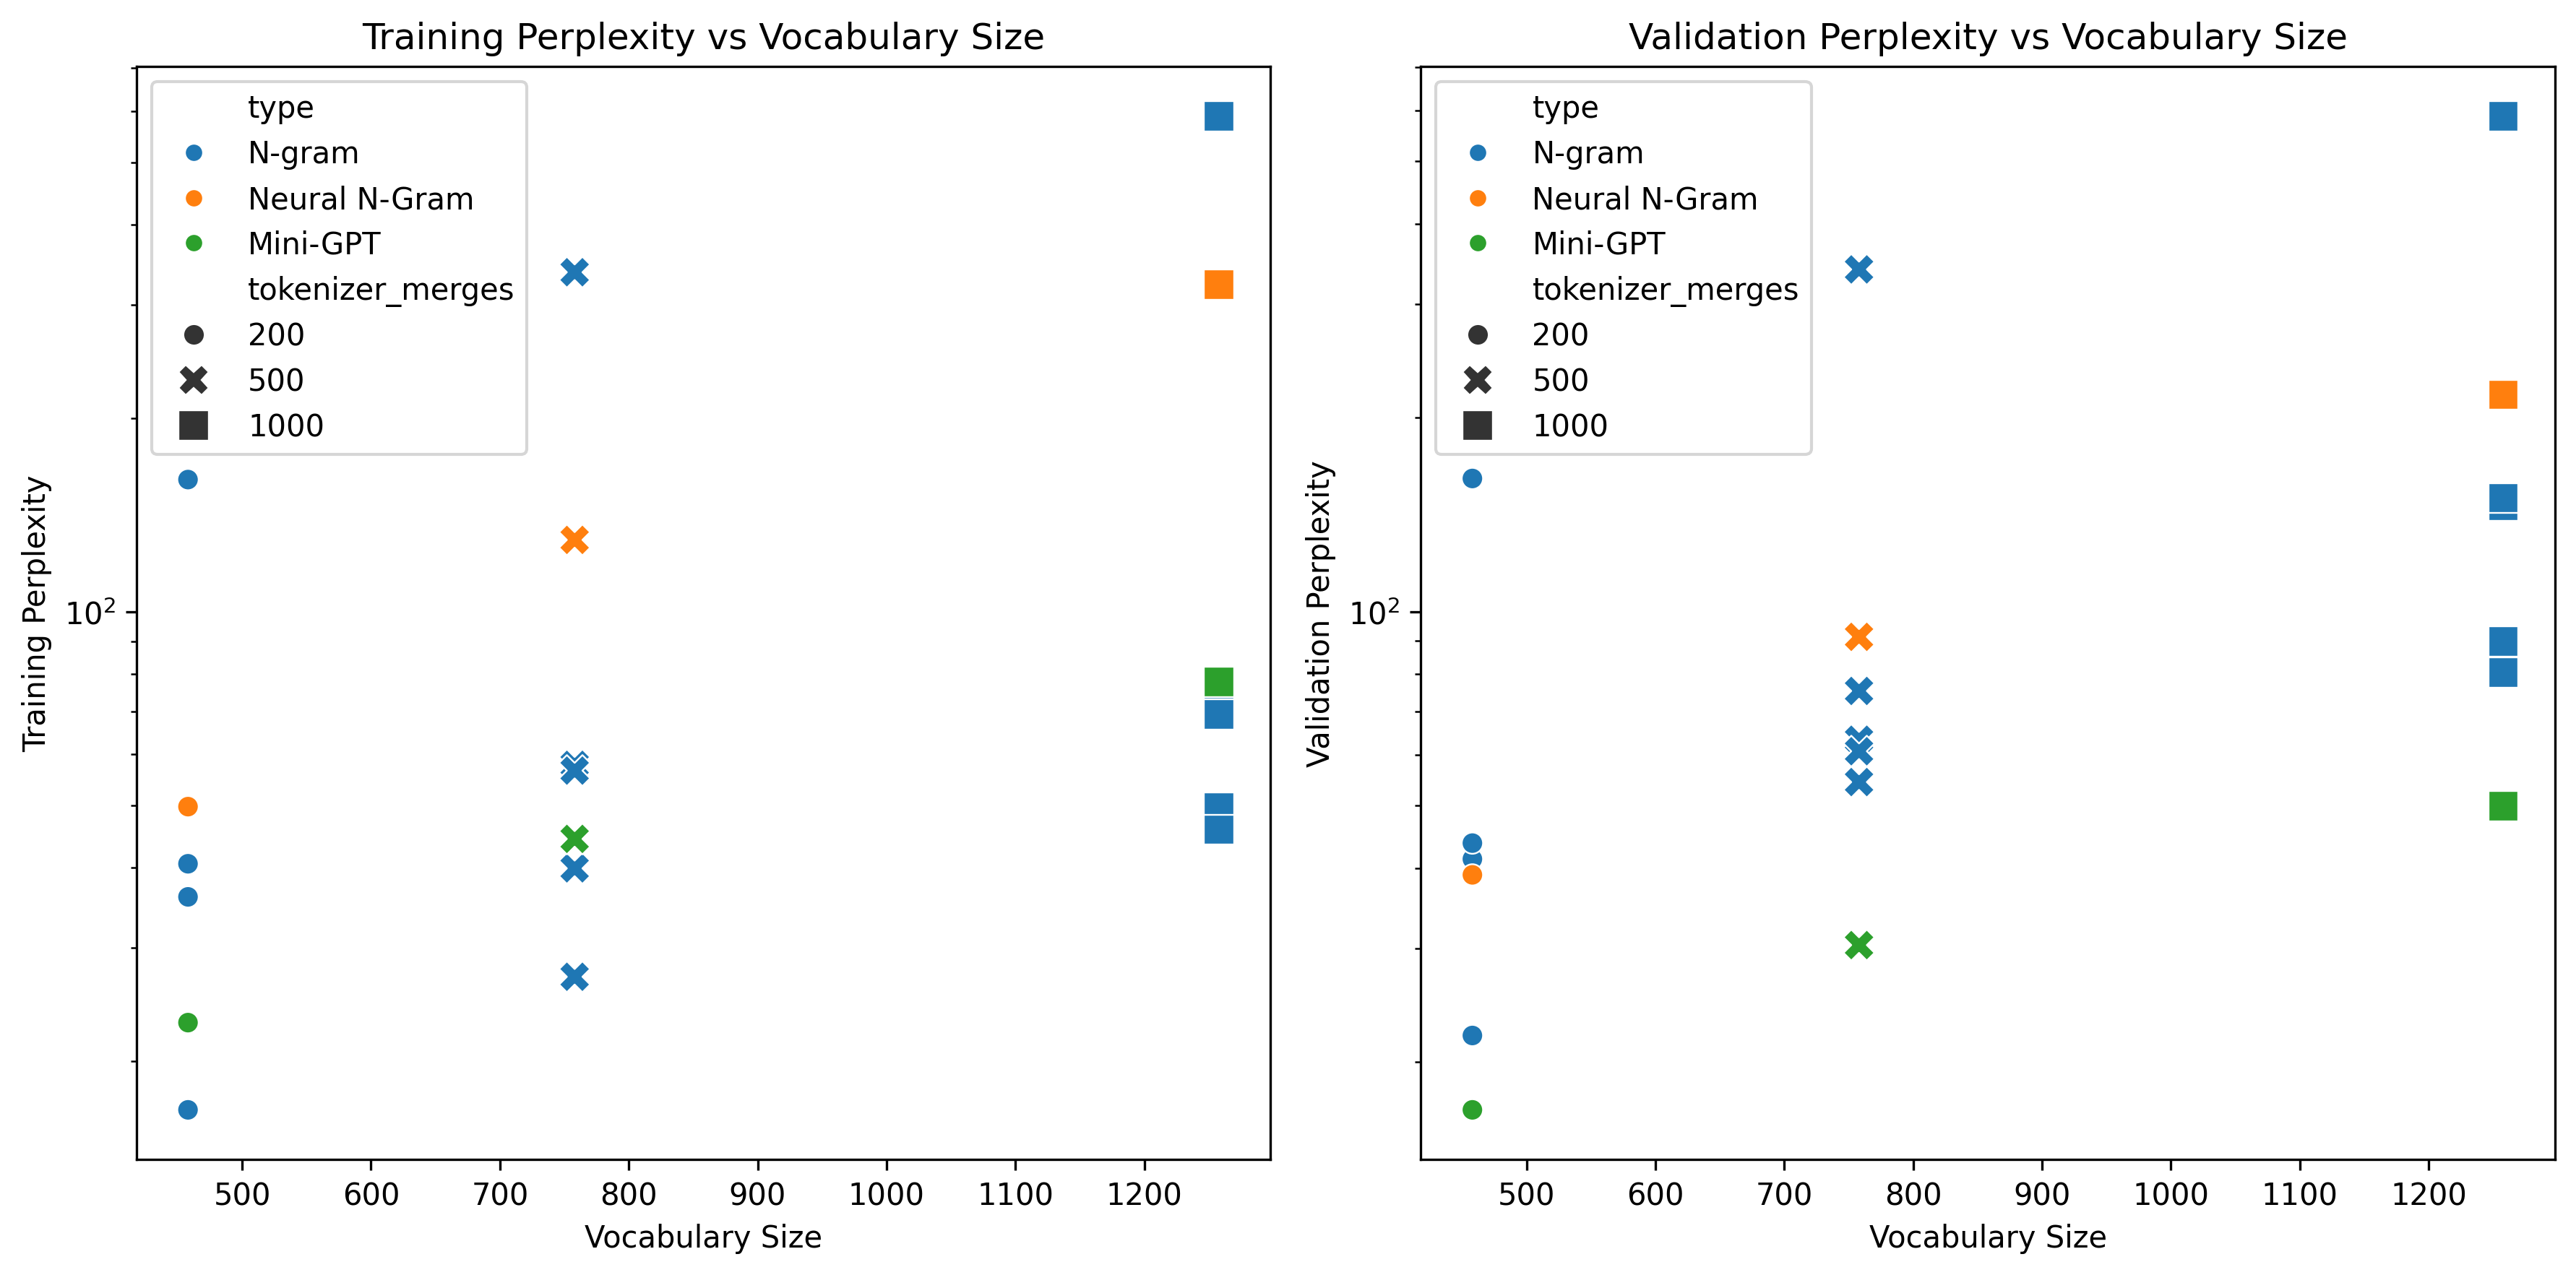 Training Perplexity vs Vocabulary Size
type
N-gram
Neural N-Gram
Mini-GPT
tokenizer_merges
200
500
1000
Training Perplexity
10²
500 600 700 800 900 1000 1100 1200
Vocabulary Size
Validation Perplexity vs Vocabulary Size
type
N-gram
Neural N-Gram
Mini-GPT
tokenizer_merges
200
500
1000
Validation Perplexity
10²
500 600 700 800 900 1000 1100 1200
Vocabulary Size